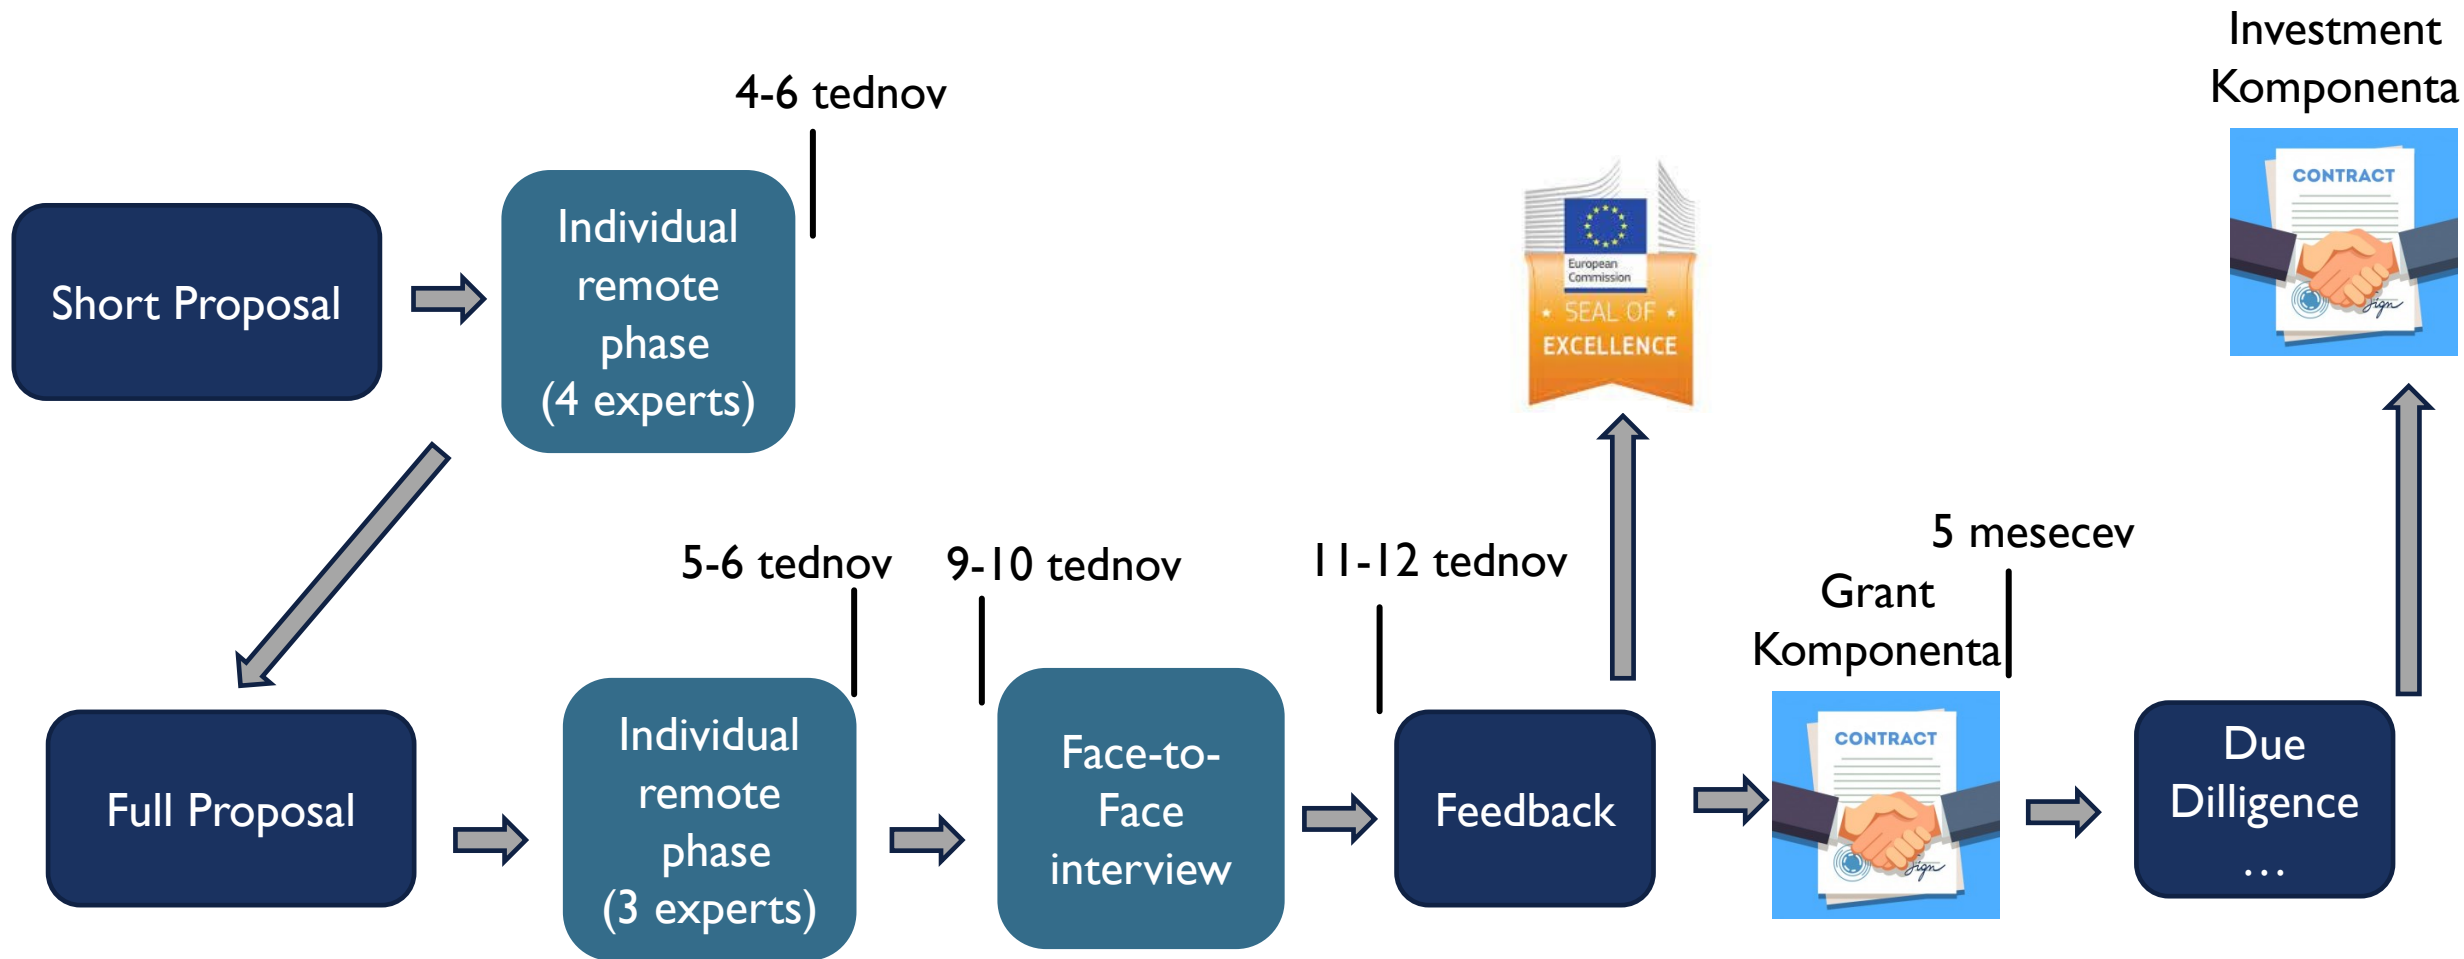 Investment
Komponenta
4-6 tednov
CONTRACT
Sign
Short Proposal
Individual
remote
phase
(4 experts)
European
Commission
SEAL OF
EXCELLENCE
5-6 tednov
9-10 tednov
11-12 tednov
5 mesecev
Grant
Komponenta
Full Proposal
Individual
remote
phase
(3 experts)
Face-to-
Face
interview
Feedback
CONTRACT
Sign
Due
Dilligence
...